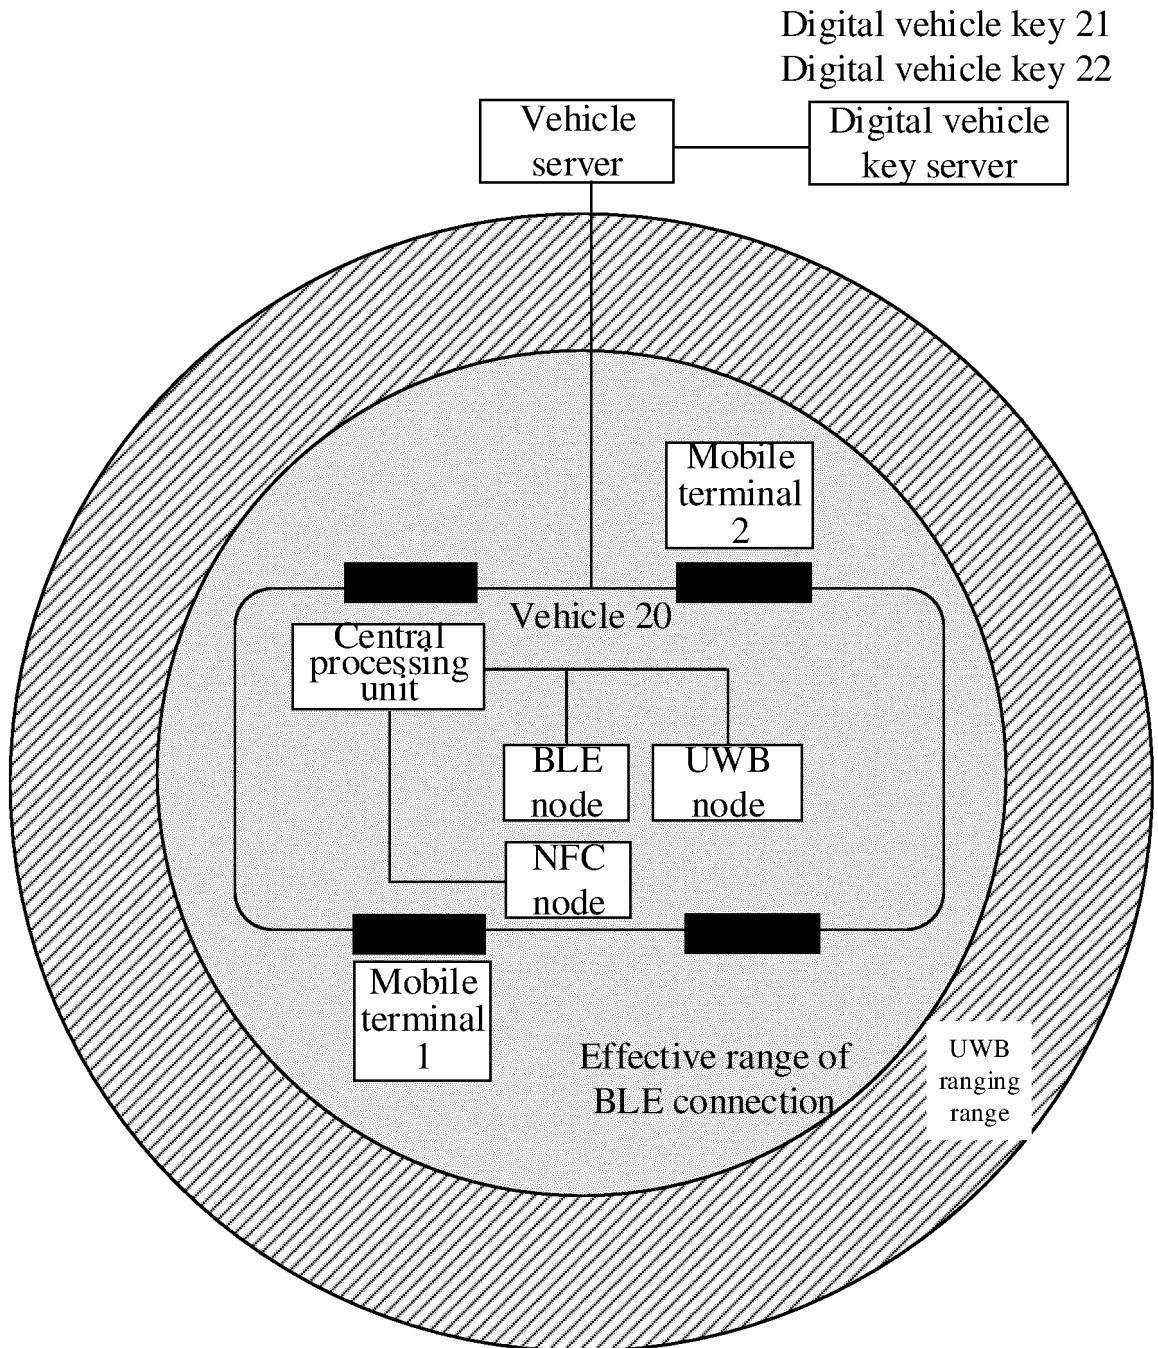 Digital vehicle key 21
Digital vehicle key 22
Vehicle
server
Digital vehicle
key server
Mobile
terminal
2
Vehicle 20
Central
processing
unit
BLE
node
UWB
node
NFC
node
Mobile
terminal
1
Effective range of
BLE connection
UWB
ranging
range